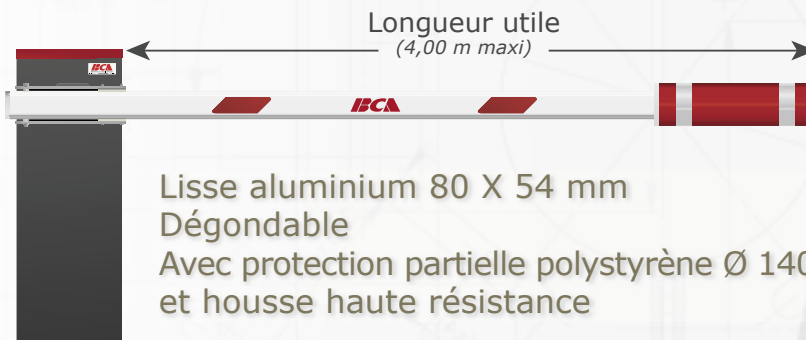 Longueur utile
(4,00 m maxi)
BCA
BCA
Lisse aluminium 80 X 54 mm
Dégondable
Avec protection partielle polystyrène Ø 140
et housse haute résistance